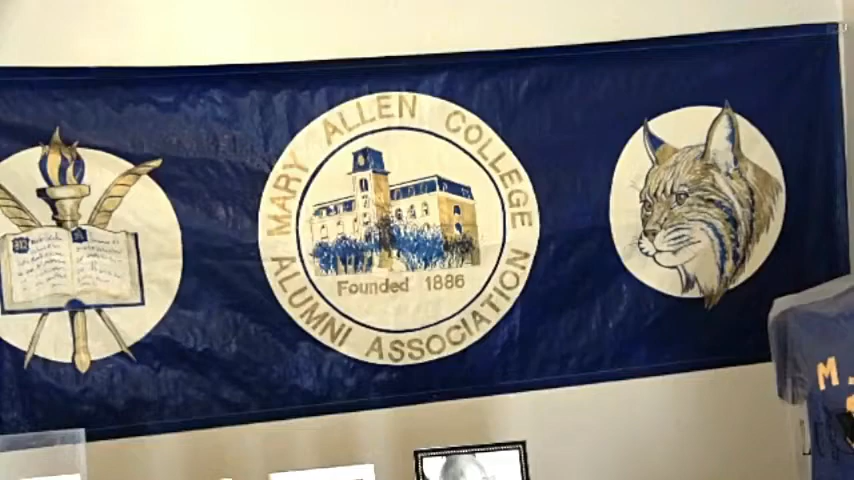 MARY ALLEN COLLEGE
Founded 1886
ALUMNI ASSOCIATION
M